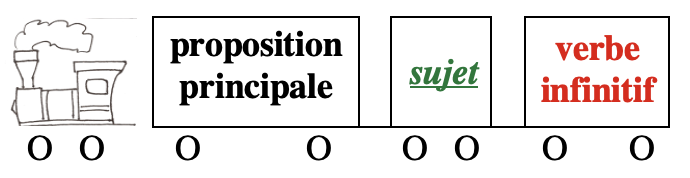 proposition
principale
sujet
verbe
infinitif
O O O O O O O O